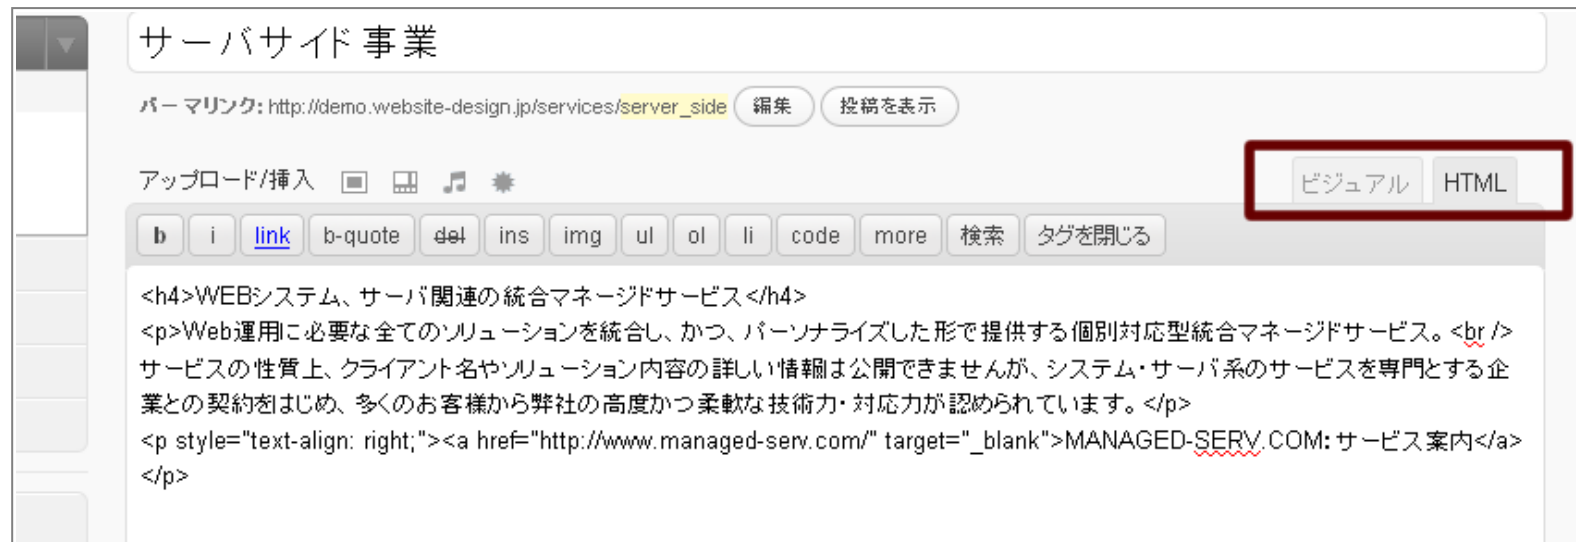 サーバサイド事業
パーマリンク: http://demo.website-design.jp/services/server_side 編集 投稿を表示
アップロード/挿入 ビジュアル HTML
b i link b-quote del ins img ul ol li code more 検索 タグを閉じる
<h4>WEBシステム、サーバ関連の統合マネージドサービス</h4>
<p>Web運用に必要な全てのソリューションを統合し、かつ、パーソナライズした形で提供する個別対応型統合マネージドサービス。<br />
サービスの性質上、クライアント名やソリューション内容の詳しい情報は公開できませんが、システム・サーバ系のサービスを専門とする企
業との契約をはじめ、多くのお客様から弊社の高度かつ柔軟な技術力・対応力が認められています。</p>
<p style="text-align: right;"><a href="http://www.managed-serv.com/" target="_blank">MANAGED-SERV.COM: サービス案内</a>
</p>